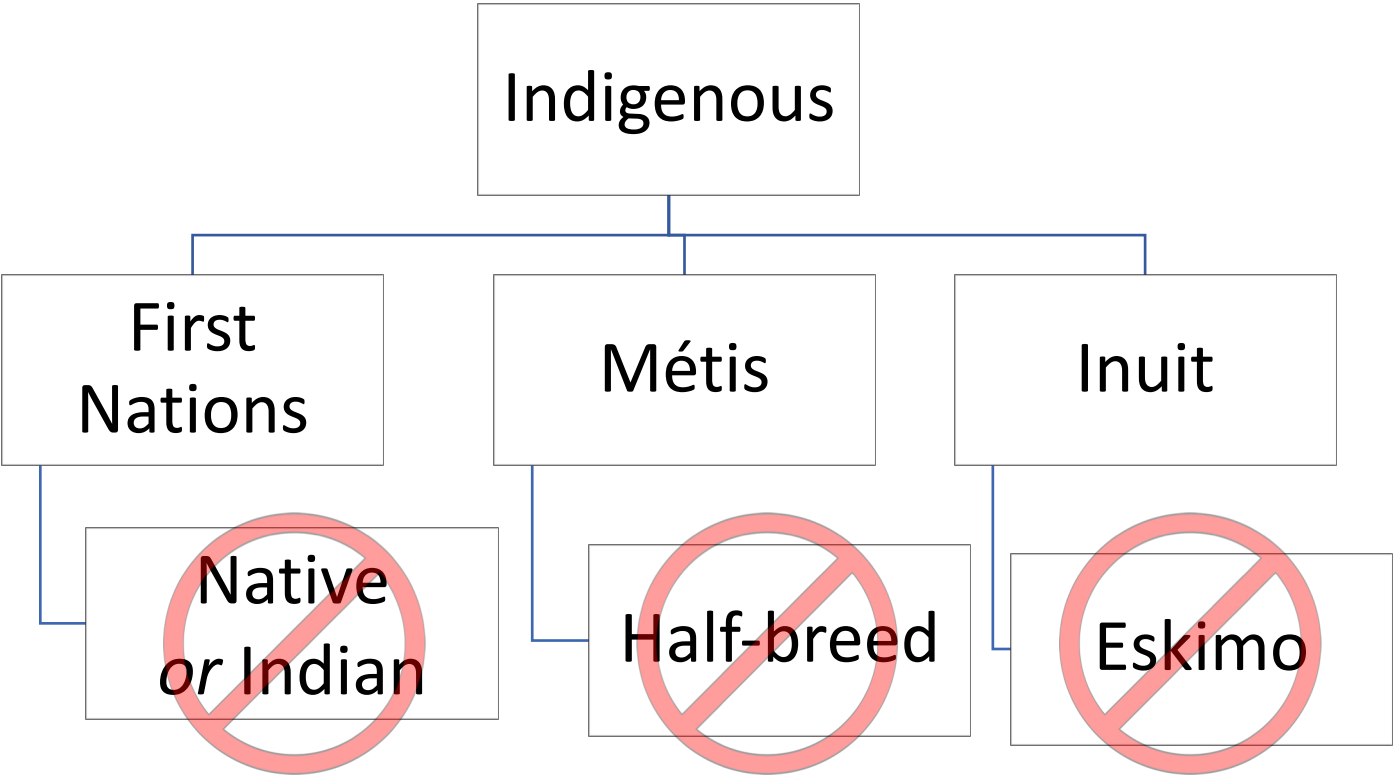 Indigenous
First
Nations
Métis
Inuit
Native
or Indian
Half-breed
Eskimo